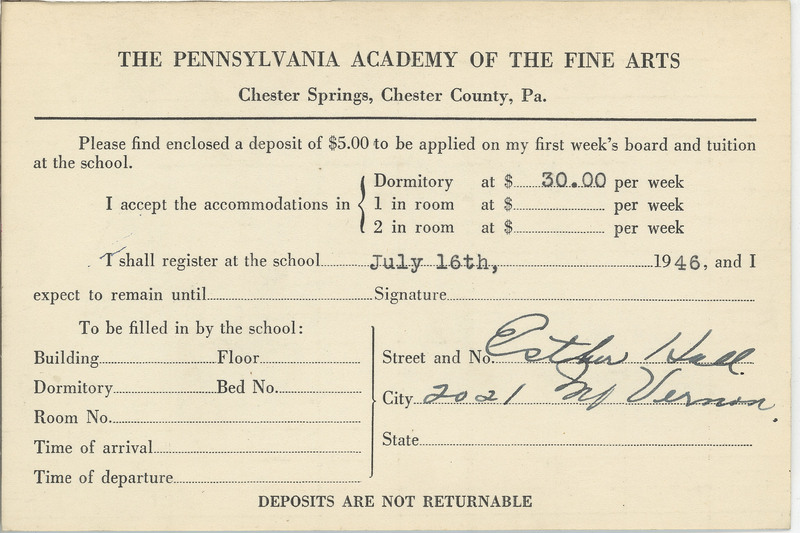 THE PENNSYLVANIA ACADEMY OF THE FINE ARTS
Chester Springs, Chester County, Pa.
Please find enclosed a deposit of $5.00 to be applied on my first week's board and tuition
at the school.
I accept the accommodations in
Dormitory at $ 30.00 per week
1 in room at $ per week
2 in room at $ per week
I shall register at the school July 16th, 1946, and I
expect to remain until Signature
To be filled in by the school:
Building Floor
Dormitory Bed No.
Room No.
Time of arrival
Time of departure
Street and No. Esther Hall
City 2021 Mt Vernon.
State
DEPOSITS ARE NOT RETURNABLE